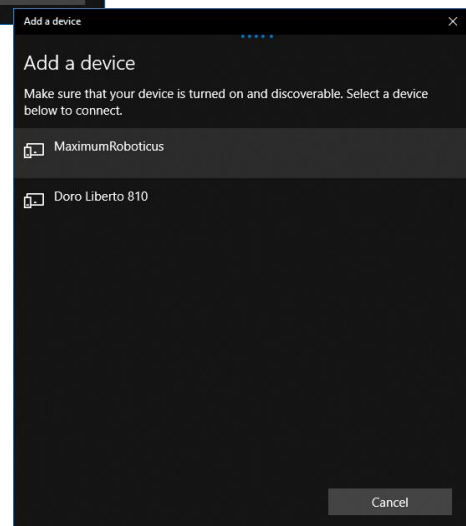 Add a device
Add a device
Make sure that your device is turned on and discoverable. Select a device
below to connect.
MaximumRoboticus
Doro Liberto 810
Cancel